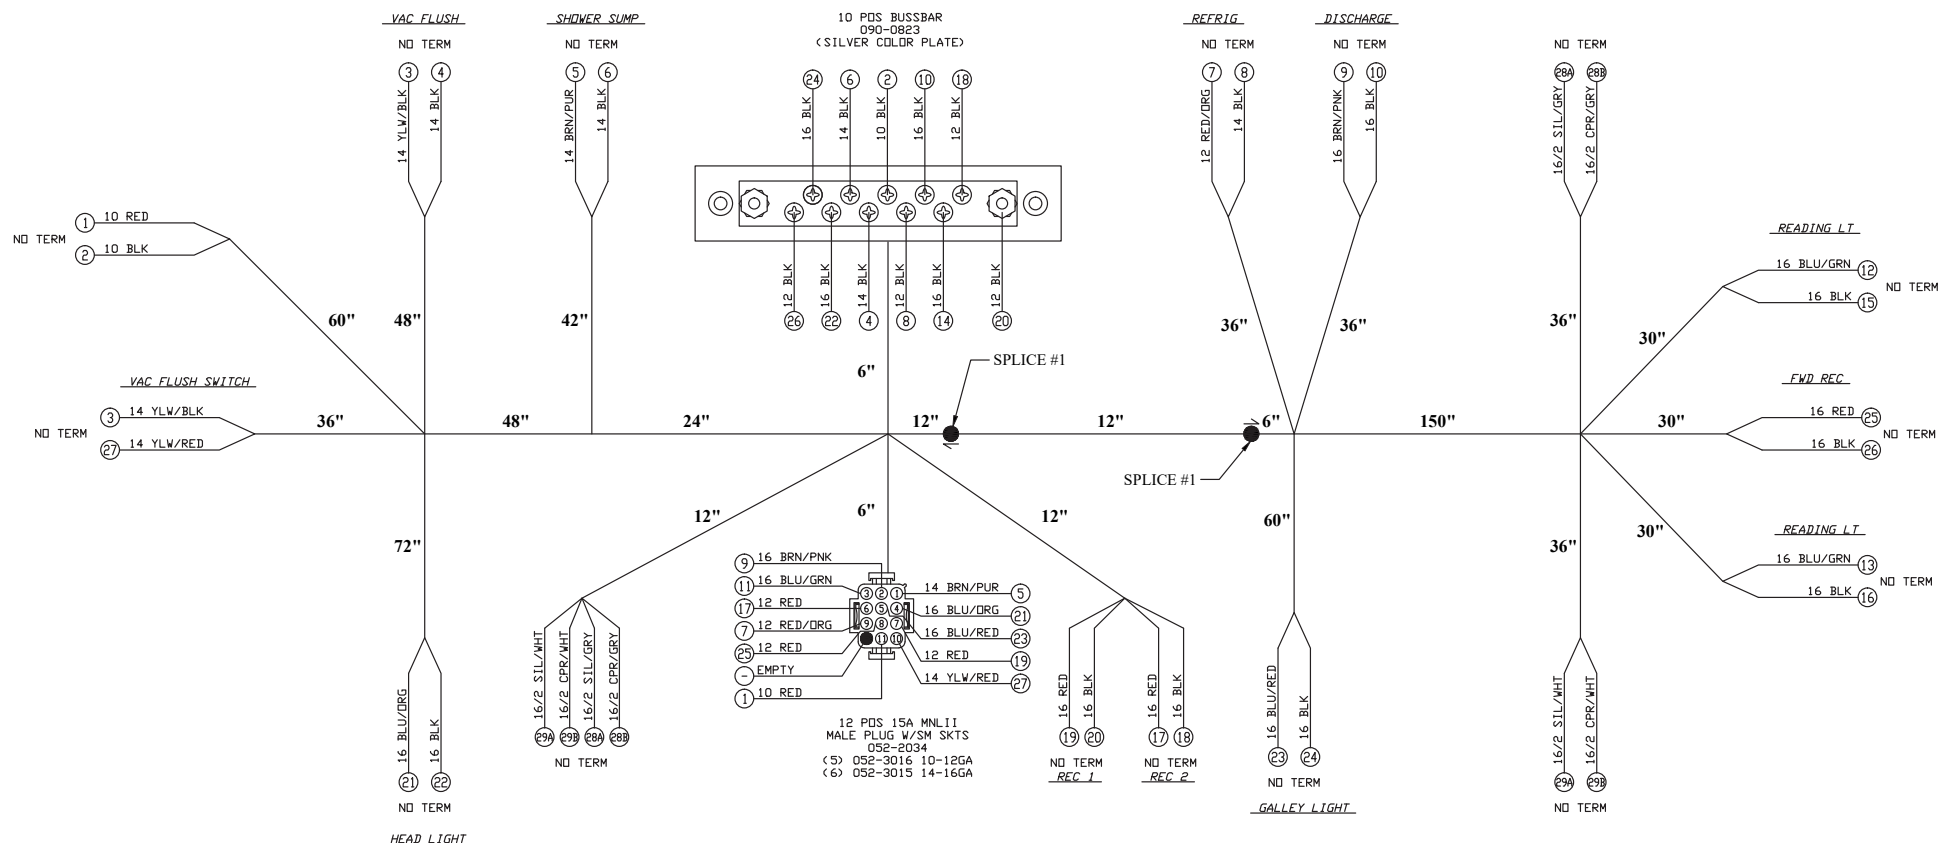 VAC FLUSH
NO TERM
3 4
14 YLW/BLK
14 BLK
SHOWER SUMP
NO TERM
5 6
14 BRN/PUR
14 BLK
10 POS BUSSBAR
090-0823
(SILVER COLOR PLATE)
24 6 2 10 18
16 BLK
14 BLK
10 BLK
16 BLK
12 BLK
12 BLK
16 BLK
14 BLK
12 BLK
16 BLK
12 BLK
26 22 4 8 14 20
REFRIG
NO TERM
7 8
12 RED/ORG
14 BLK
DISCHARGE
NO TERM
9 10
16 BRN/PNK
16 BLK
NO TERM
28A 28B
16/2 SIL/GRY
16/2 CPR/GRY
1 10 RED
NO TERM
2 10 BLK
60"
48"
42"
6"
36"
36"
36"
READING LT
16 BLU/GRN 12
NO TERM
16 BLK 15
30"
SPLICE #1
VAC FLUSH SWITCH
3 14 YLW/BLK
NO TERM
27 14 YLW/RED
36"
48"
24"
12"
12"
6"
150"
30"
FWD REC
16 RED 25
NO TERM
16 BLK 26
SPLICE #1
72"
12"
6"
12"
60"
36"
30"
READING LT
16 BLU/GRN 13
NO TERM
16 BLK 16
16 BLU/ORG
16 BLK
21 22
NO TERM
HEAD LIGHT
16/2 SIL/WHT
16/2 CPR/WHT
16/2 SIL/GRY
16/2 CPR/GRY
29A 29B 28A 28B
NO TERM
9 16 BRN/PNK
11 16 BLU/GRN
17 12 RED
7 12 RED/ORG
25 12 RED
- EMPTY
1 10 RED
3 2 1
6 5 4
9 8 7
11 10
14 BRN/PUR 5
16 BLU/ORG 21
16 BLU/RED 23
12 RED 19
14 YLW/RED 27
12 POS 15A MNLII
MALE PLUG W/SM SKTS
052-2034
(5) 052-3016 10-12GA
(6) 052-3015 14-16GA
16 RED
16 BLK
19 20
NO TERM
REC 1
16 RED
16 BLK
17 18
NO TERM
REC 2
16 BLU/RED
16 BLK
23 24
NO TERM
GALLEY LIGHT
16/2 SIL/WHT
16/2 CPR/WHT
29A 29B
NO TERM